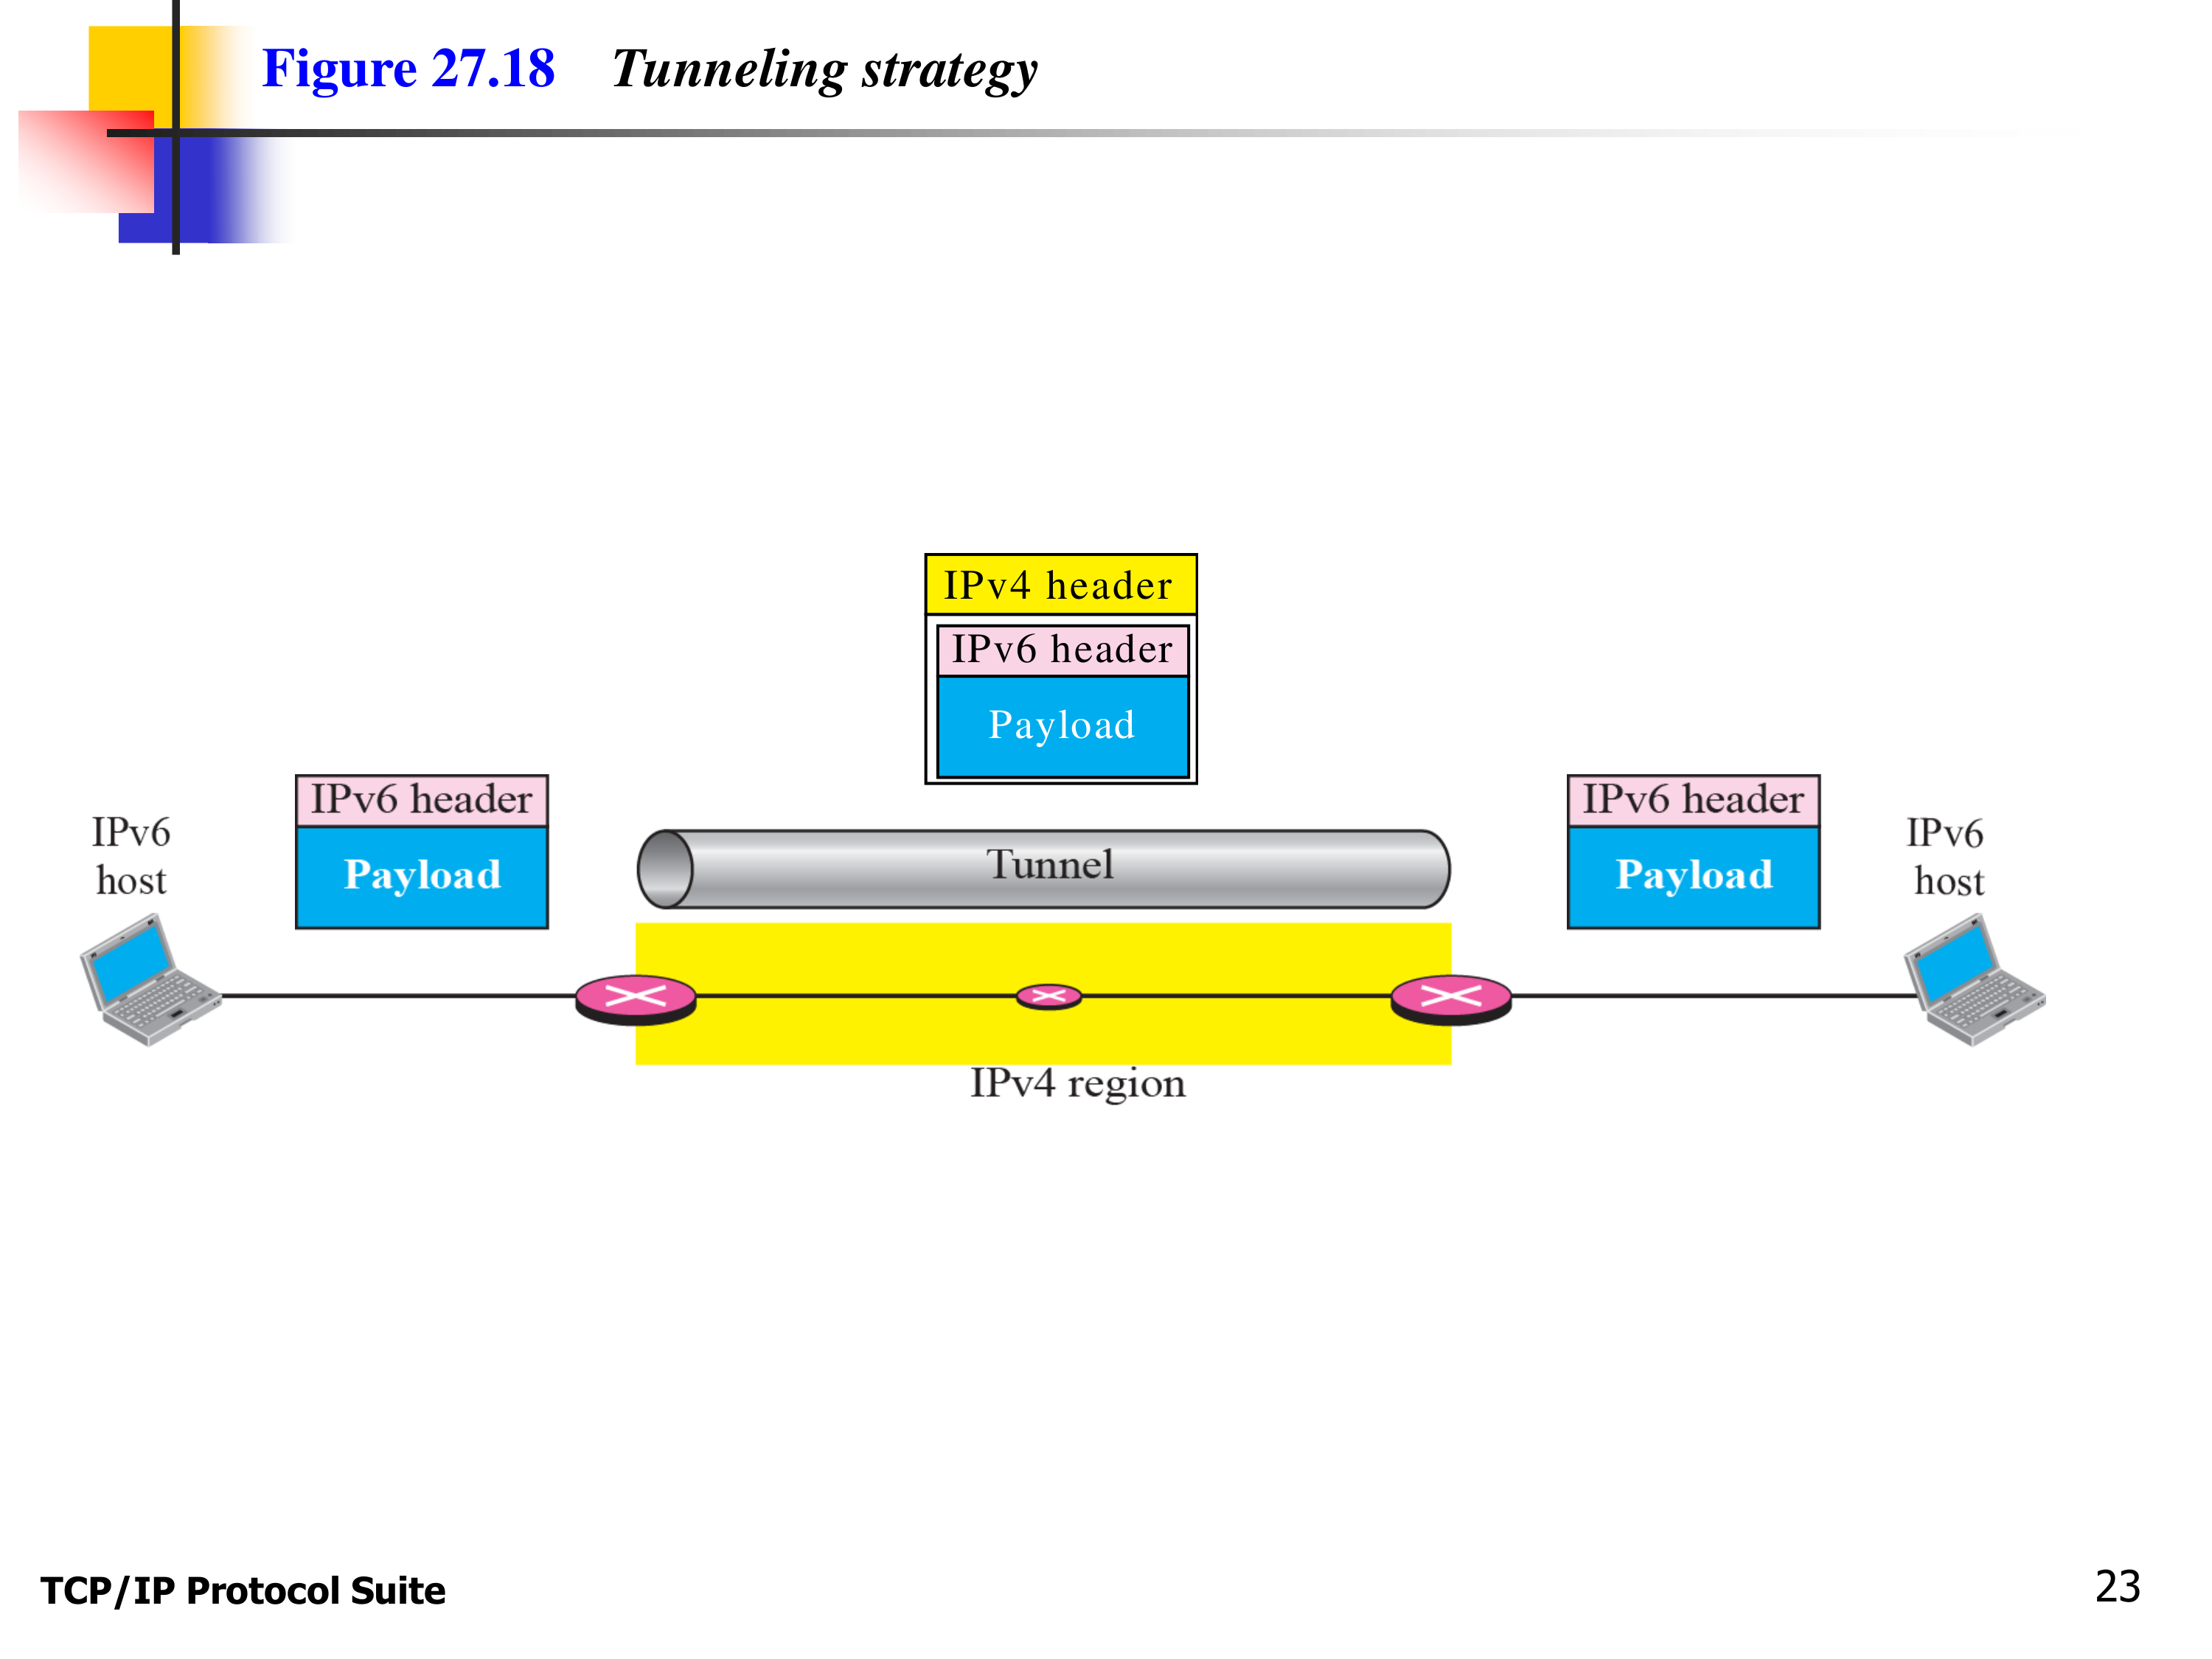 Figure 27.18 Tunneling strategy
IPv4 header
IPv6 header
Payload
IPv6
host
IPv6 header
Payload
Tunnel
IPv6 header
Payload
IPv6
host
IPv4 region
TCP/IP Protocol Suite
23